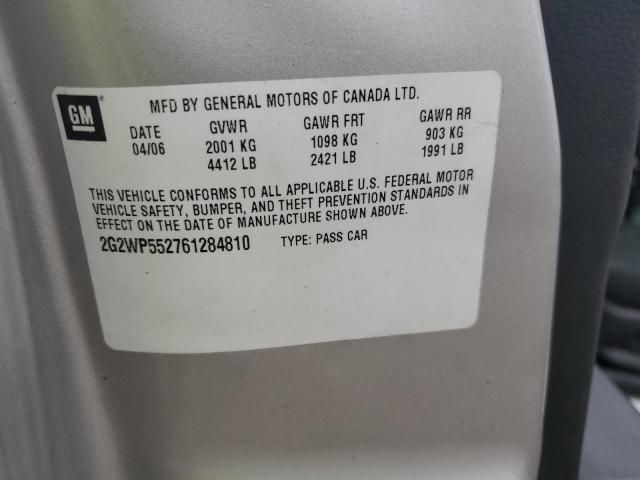 GM
MFD BY GENERAL MOTORS OF CANADA LTD.
DATE GVWR GAWR FRT GAWR RR
04/06 2001 KG 1098 KG 903 KG
4412 LB 2421 LB 1991 LB
THIS VEHICLE CONFORMS TO ALL APPLICABLE U.S. FEDERAL MOTOR
VEHICLE SAFETY, BUMPER, AND THEFT PREVENTION STANDARDS IN
EFFECT ON THE DATE OF MANUFACTURE SHOWN ABOVE.
2G2WP552761284810 TYPE: PASS CAR